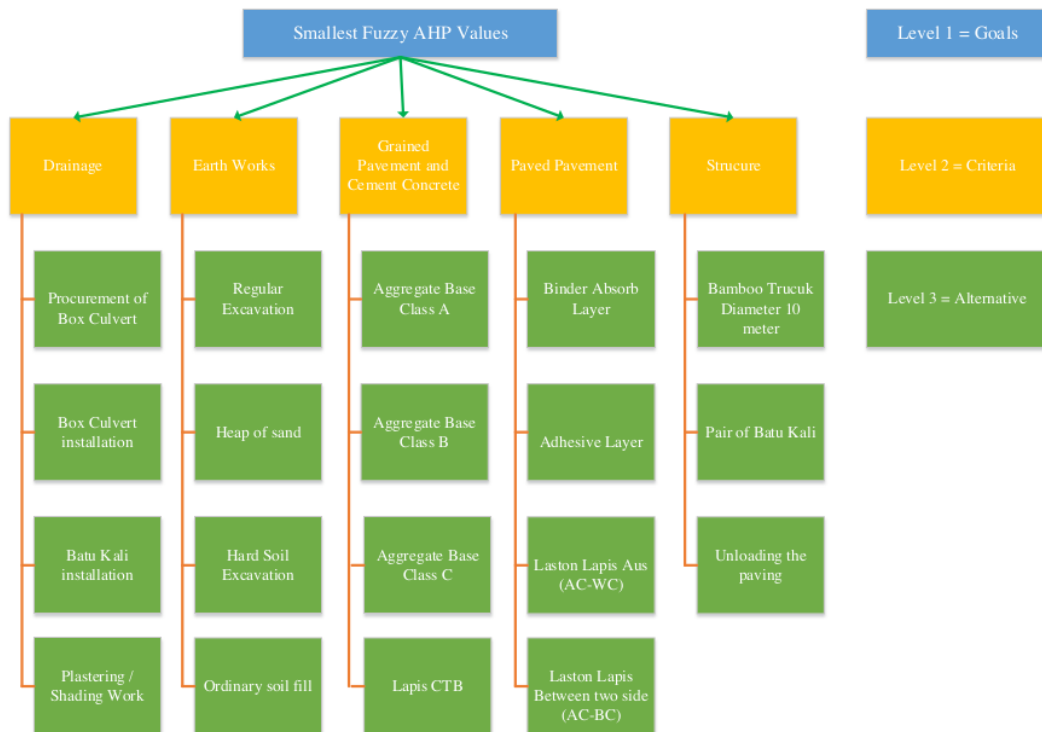 Smallest Fuzzy AHP Values
Level 1 = Goals
Drainage
Earth Works
Grained
Pavement and
Cement Concrete
Paved Pavement
Strucure
Level 2 = Criteria
Procurement of
Box Culvert
Regular
Excavation
Aggregate Base
Class A
Binder Absorb
Layer
Bamboo Trucuk
Diameter 10
meter
Level 3 = Alternative
Box Culvert
installation
Heap of sand
Aggregate Base
Class B
Adhesive Layer
Pair of Batu Kali
Batu Kali
installation
Hard Soil
Excavation
Aggregate Base
Class C
Laston Lapis Aus
(AC-WC)
Unloading the
paving
Plastering /
Shading Work
Ordinary soil fill
Lapis CTB
Laston Lapis
Between two side
(AC-BC)